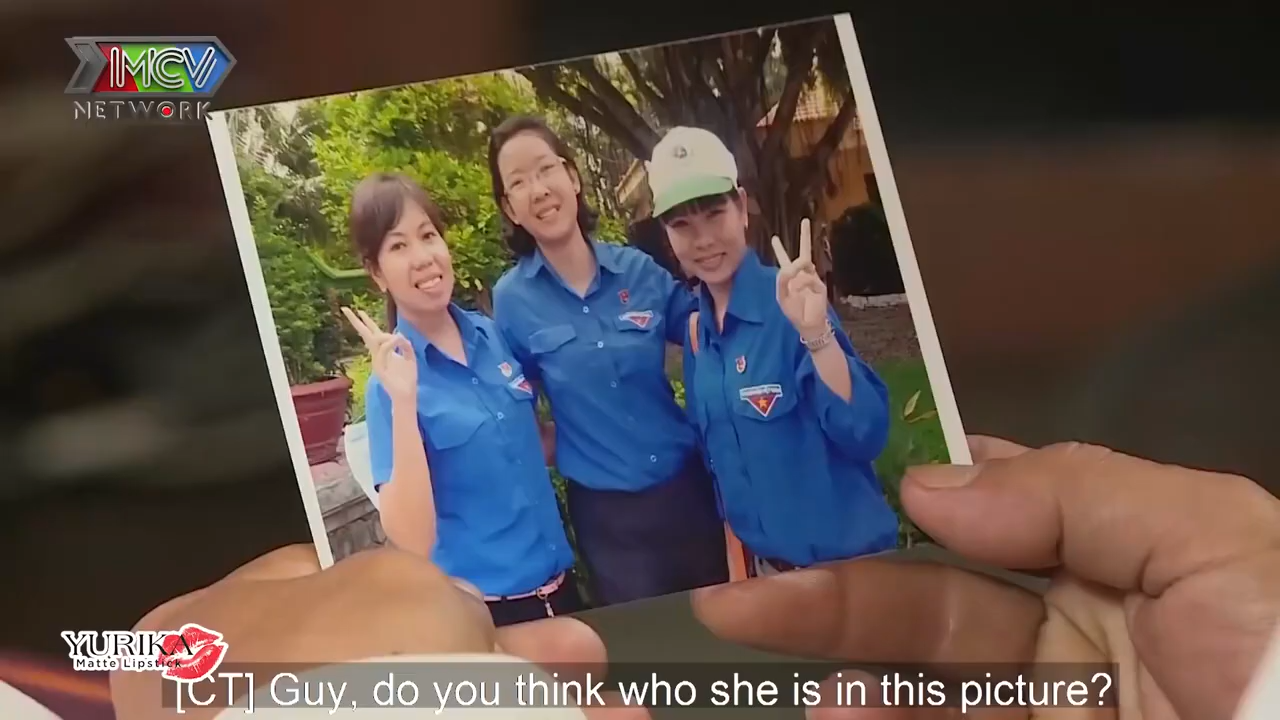 MCV
NETWORK
YURIKA
Matte Lipstick
[CT] Guy, do you think who she is in this picture?